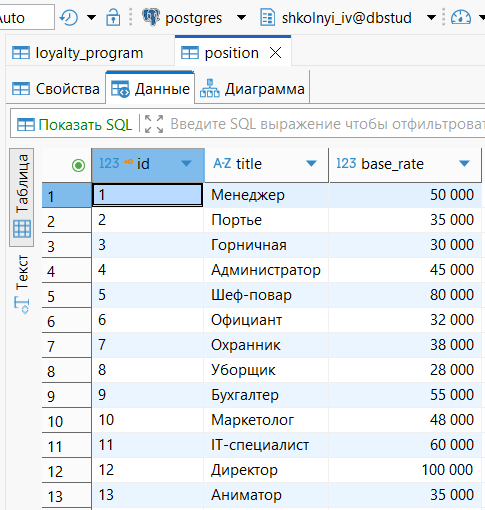 Auto postgres shkolnyi_iv@dbstud
loyalty_program position
Свойства Данные Диаграмма
Показать SQL Введите SQL выражение чтобы отфильтроват
Таблица
Текст
123 id A-Z title 123 base_rate
1 1 Менеджер 50 000
2 2 Портье 35 000
3 3 Горничная 30 000
4 4 Администратор 45 000
5 5 Шеф-повар 80 000
6 6 Официант 32 000
7 7 Охранник 38 000
8 8 Уборщик 28 000
9 9 Бухгалтер 55 000
10 10 Маркетолог 48 000
11 11 IT-специалист 60 000
12 12 Директор 100 000
13 13 Аниматор 35 000